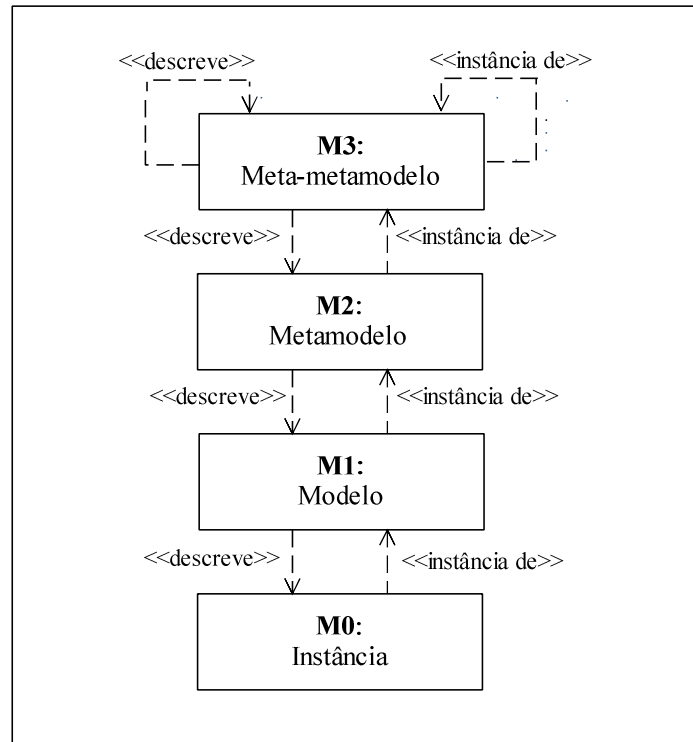 <<descreve>> <<instância de>>
M3:
Meta-metamodelo
<<descreve>> <<instância de>>
M2:
Metamodelo
<<descreve>> <<instância de>>
M1:
Modelo
<<descreve>> <<instância de>>
M0:
Instância